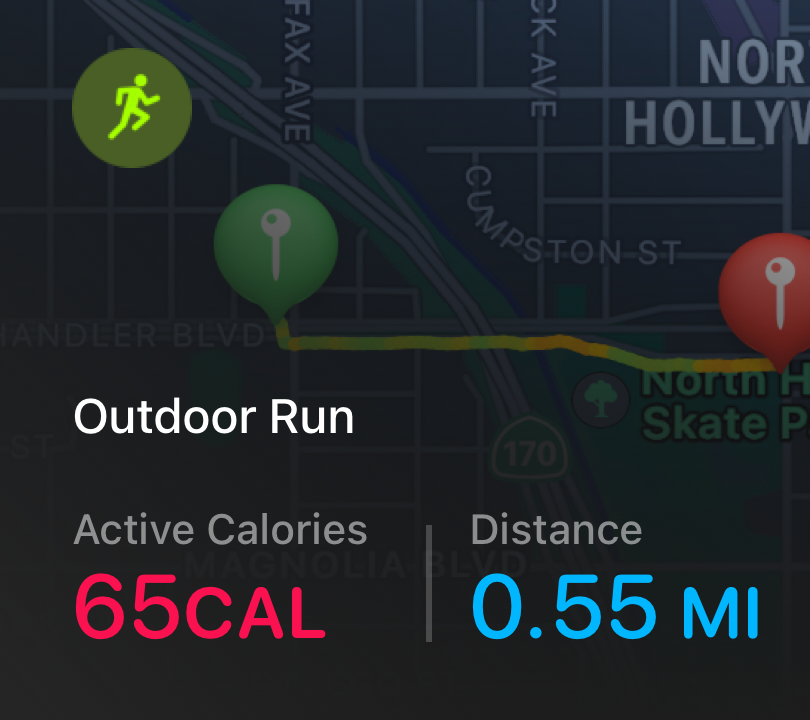 FAX AVE
CK AVE
NOR
HOLLYW
CUMPSTON ST
HANDLER BLVD
North H
Skate P
Outdoor Run
ST
170
Active Calories
Distance
MAGNOLIA BLVD
65CAL
0.55 MI